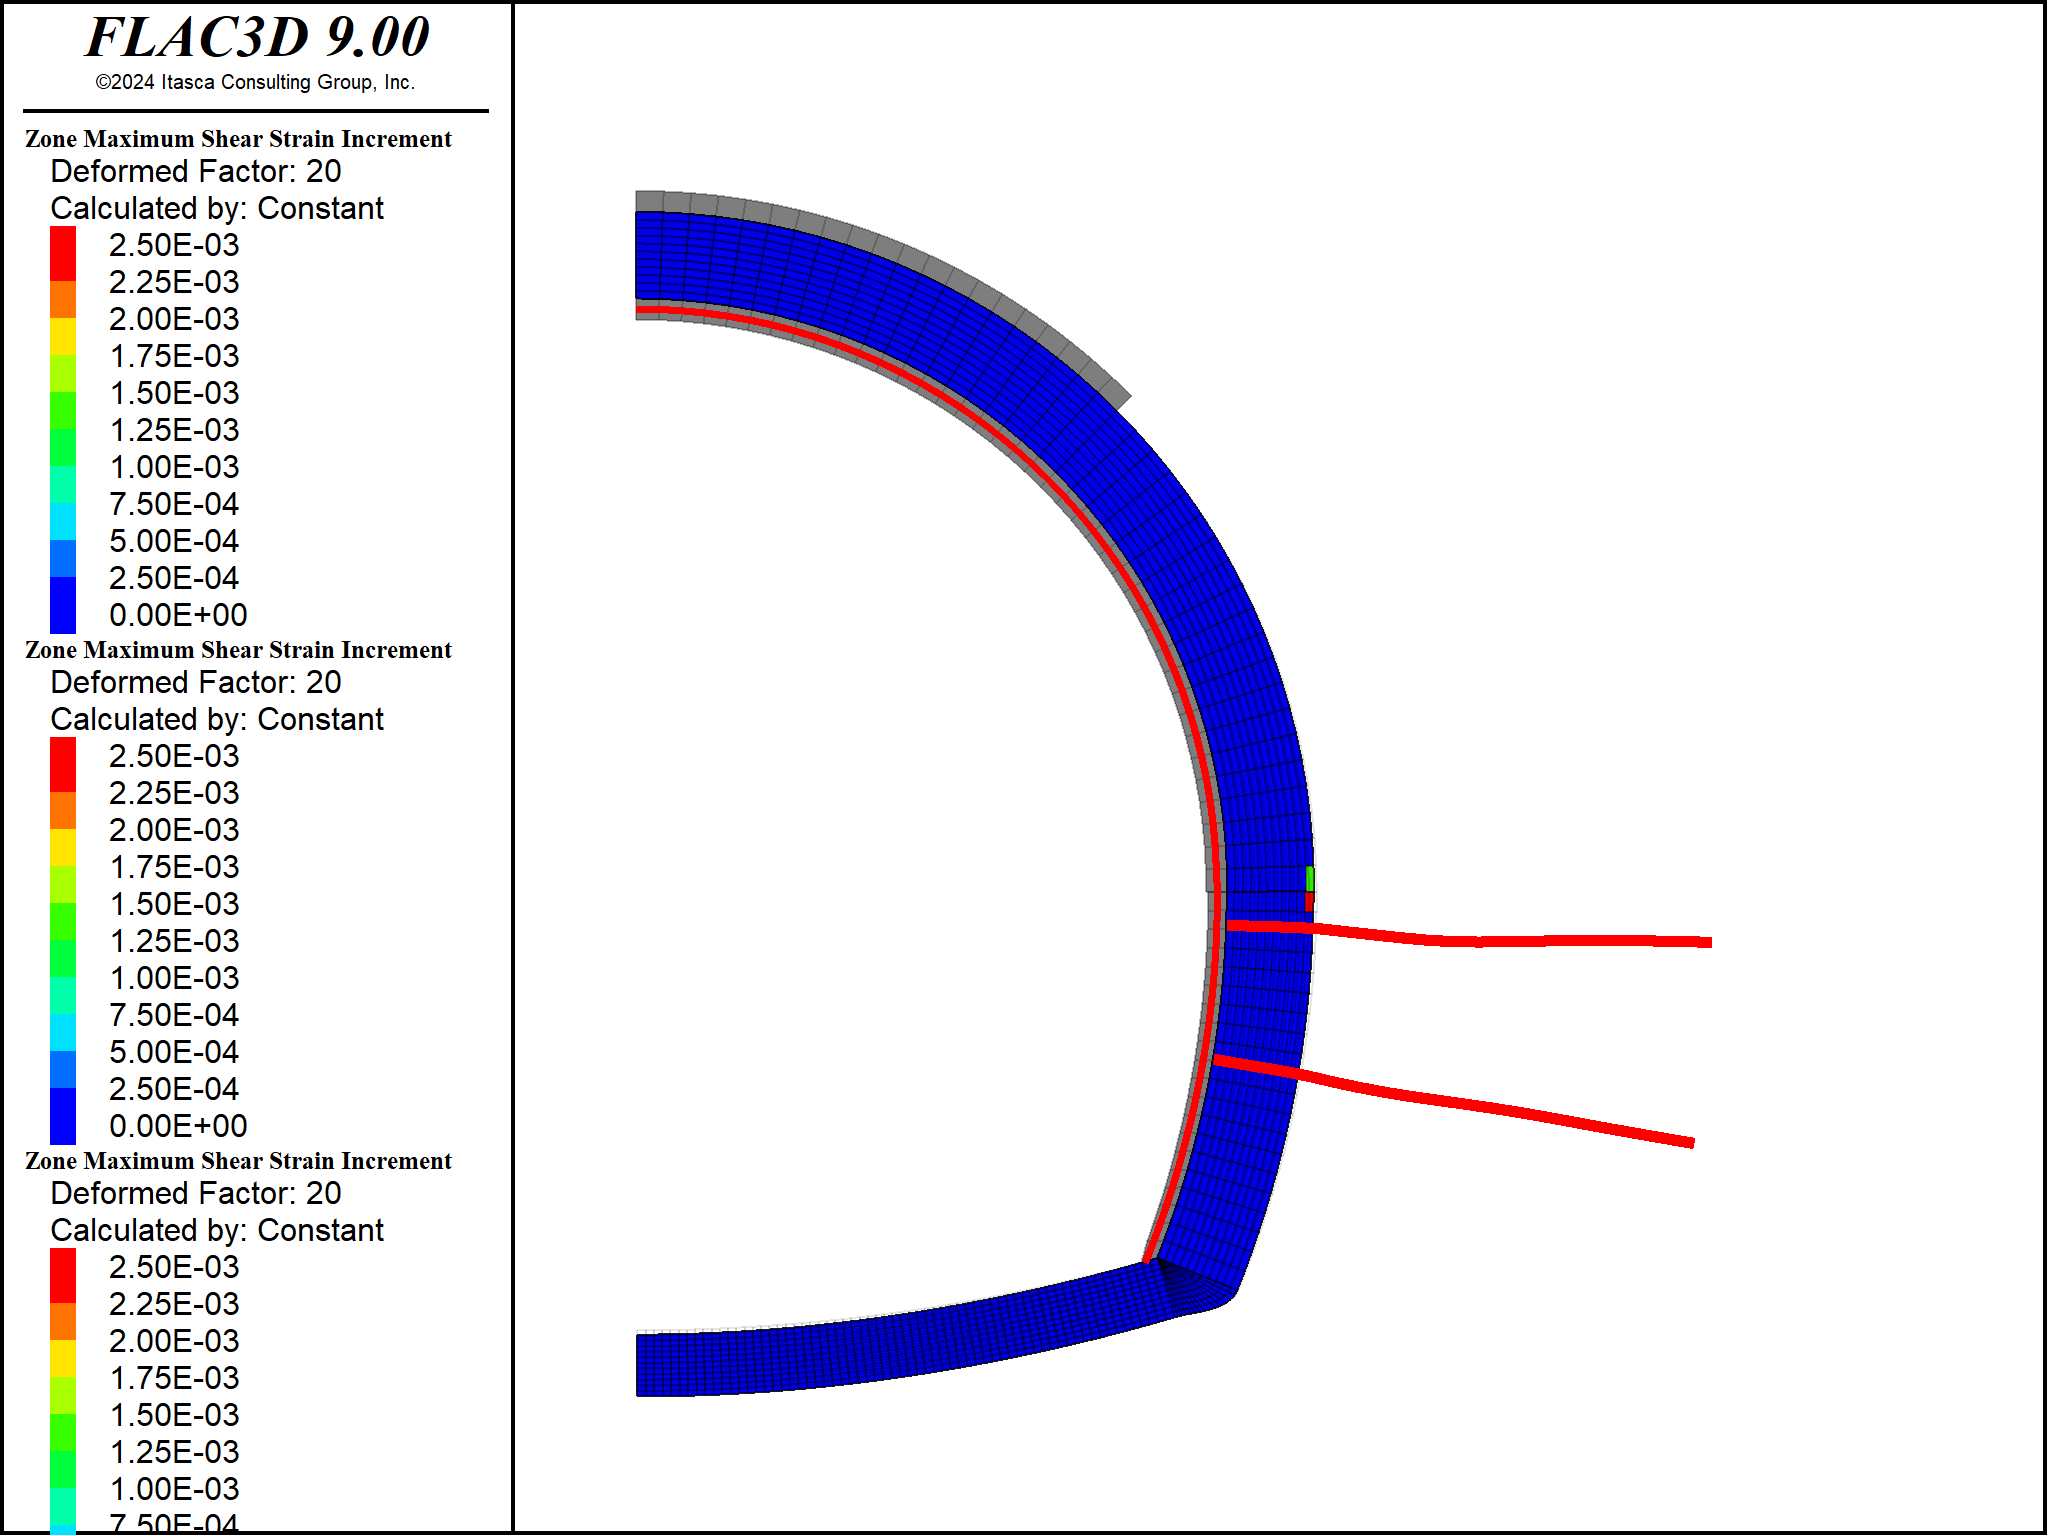 FLAC3D 9.00
©2024 Itasca Consulting Group, Inc.
Zone Maximum Shear Strain Increment
Deformed Factor: 20
Calculated by: Constant
2.50E-03
2.25E-03
2.00E-03
1.75E-03
1.50E-03
1.25E-03
1.00E-03
7.50E-04
5.00E-04
2.50E-04
0.00E+00
Zone Maximum Shear Strain Increment
Deformed Factor: 20
Calculated by: Constant
2.50E-03
2.25E-03
2.00E-03
1.75E-03
1.50E-03
1.25E-03
1.00E-03
7.50E-04
5.00E-04
2.50E-04
0.00E+00
Zone Maximum Shear Strain Increment
Deformed Factor: 20
Calculated by: Constant
2.50E-03
2.25E-03
2.00E-03
1.75E-03
1.50E-03
1.25E-03
1.00E-03
7.50E-04